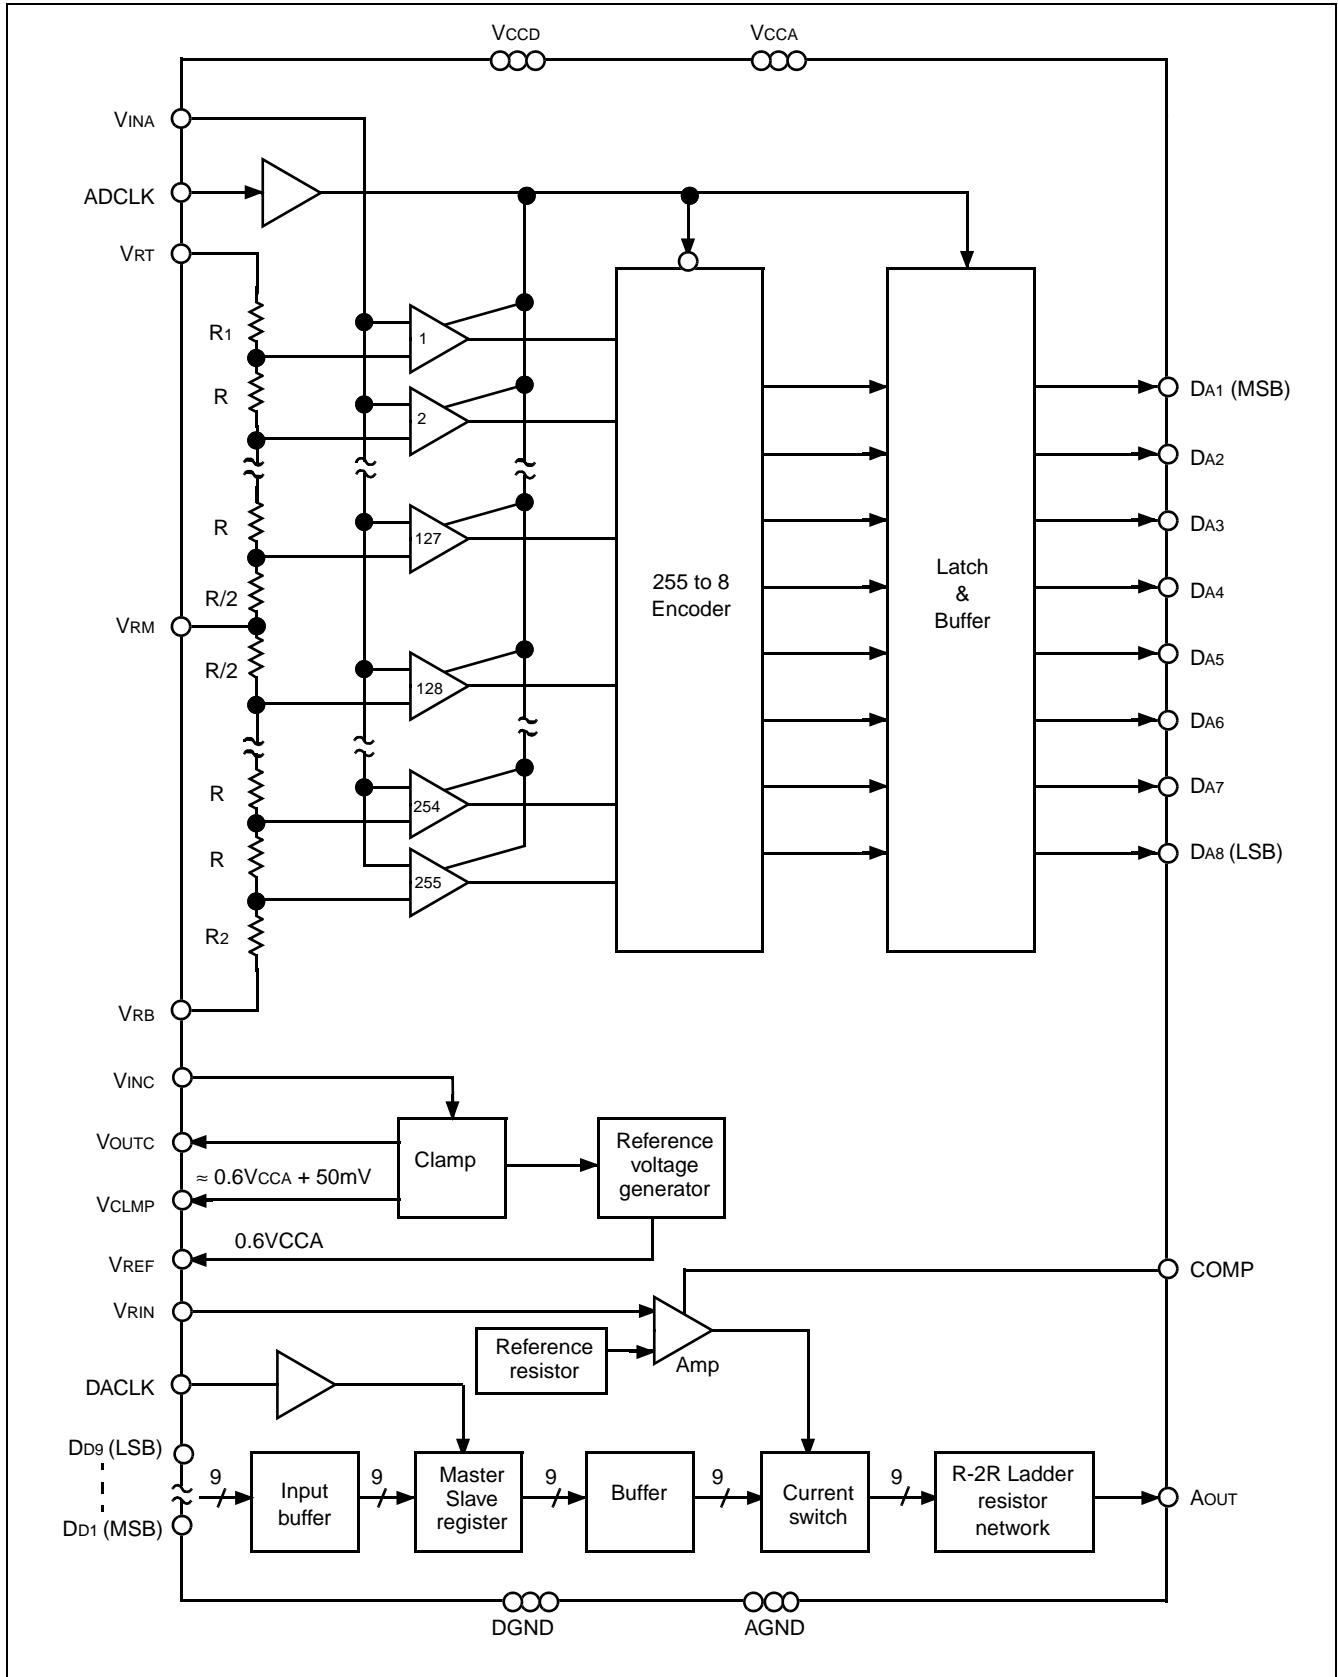 VCCD
VCCA
VINA
ADCLK
VRT
R1
R
R
R/2
VRM
R/2
R
R
R2
VRB
1
2
127
128
254
255
255 to 8
Encoder
Latch
&
Buffer
DA1 (MSB)
DA2
DA3
DA4
DA5
DA6
DA7
DA8 (LSB)
VINC
VOUTC
≈ 0.6VCCA + 50mV
VCLMP
0.6VCCA
VREF
Clamp
Reference
voltage
generator
COMP
VRIN
Reference
resistor
Amp
DACLK
DD9 (LSB)
DD1 (MSB)
9
Input
buffer
9
Master
Slave
register
9
Buffer
9
Current
switch
9
R-2R Ladder
resistor
network
AOUT
DGND
AGND